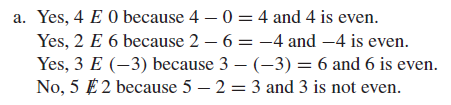 a. Yes, 4 E 0 because 4 − 0 = 4 and 4 is even.
Yes, 2 E 6 because 2 − 6 = −4 and −4 is even.
Yes, 3 E (−3) because 3 − (−3) = 6 and 6 is even.
No, 5 E̸ 2 because 5 − 2 = 3 and 3 is not even.